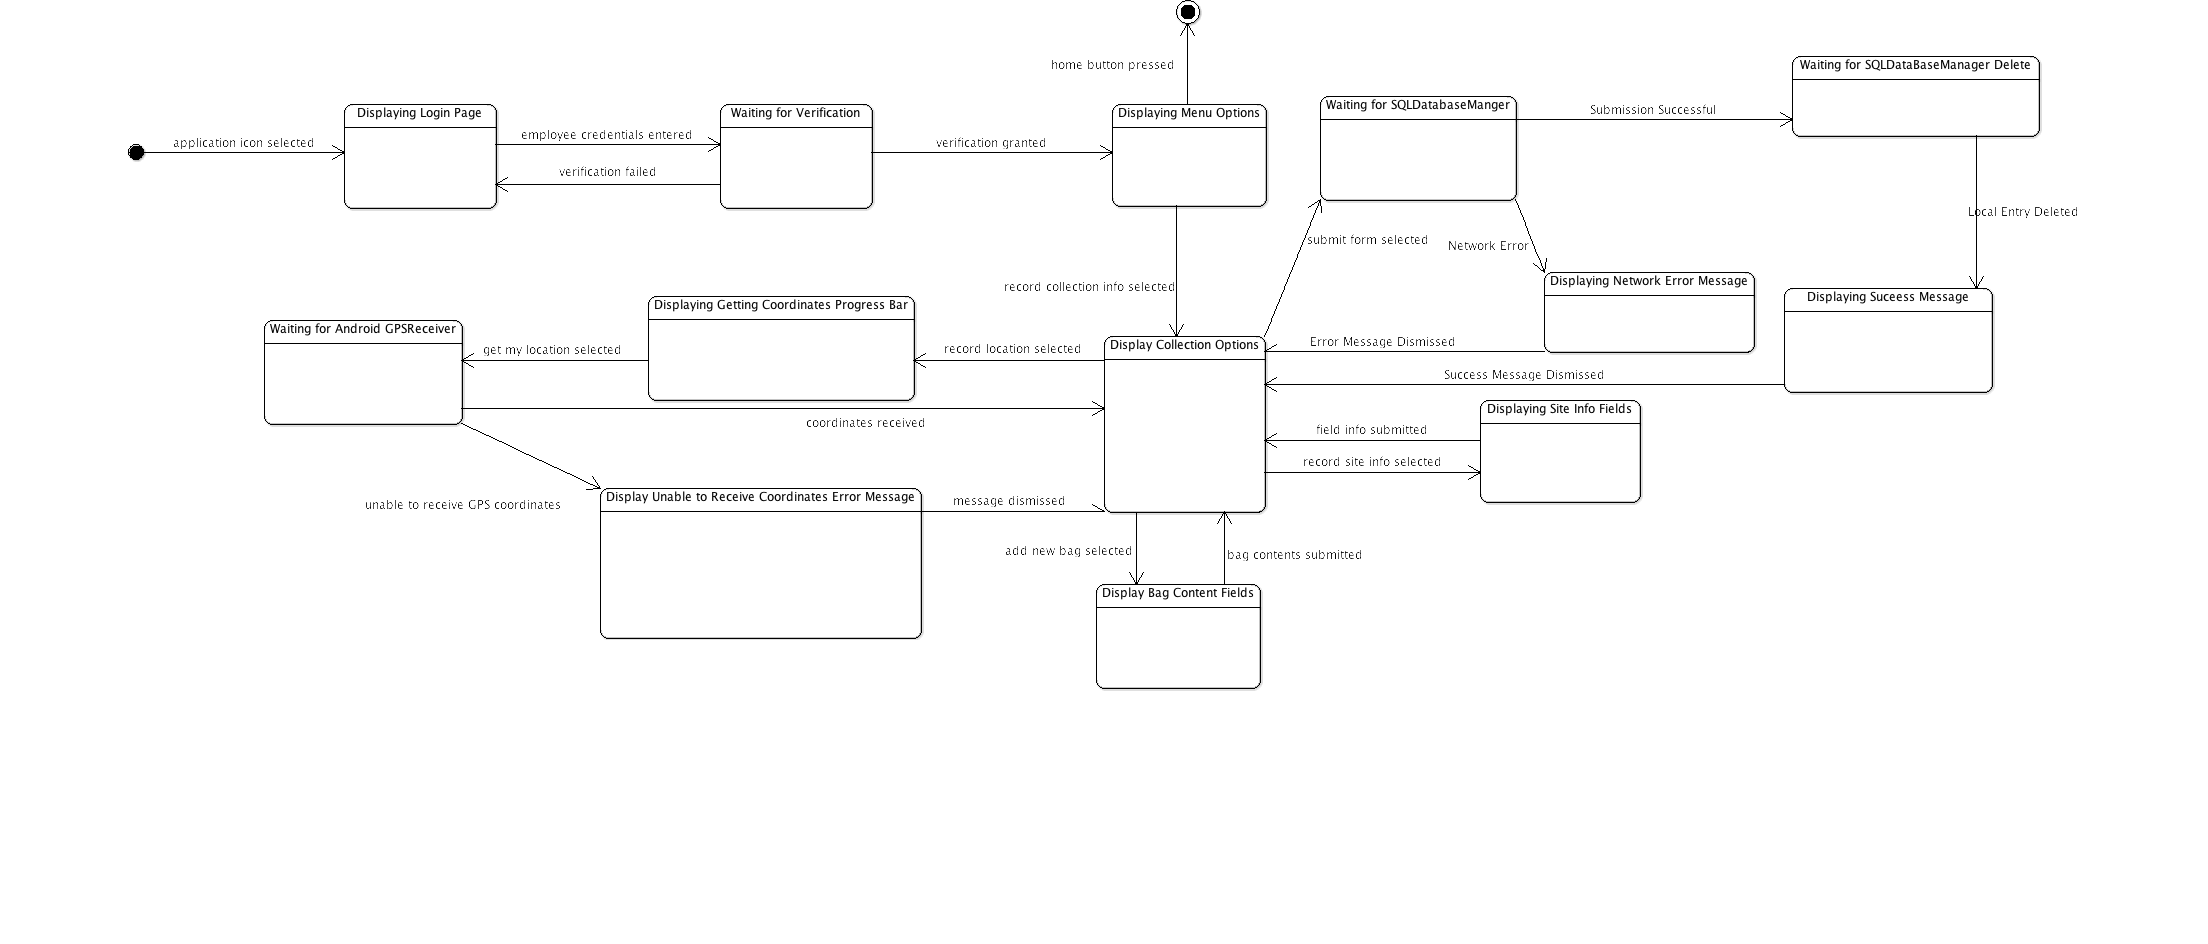 home button pressed
Waiting for SQLDataBaseManager Delete
Displaying Login Page
Waiting for Verification
Displaying Menu Options
Waiting for SQLDatabaseManger
Submission Successful
application icon selected
employee credentials entered
verification granted
verification failed
Local Entry Deleted
submit form selected
Network Error
record collection info selected
Displaying Network Error Message
Displaying Suceess Message
Displaying Getting Coordinates Progress Bar
Waiting for Android GPSReceiver
get my location selected
record location selected
Display Collection Options
Error Message Dismissed
Success Message Dismissed
Displaying Site Info Fields
coordinates received
field info submitted
record site info selected
unable to receive GPS coordinates
Display Unable to Receive Coordinates Error Message
message dismissed
add new bag selected
bag contents submitted
Display Bag Content Fields